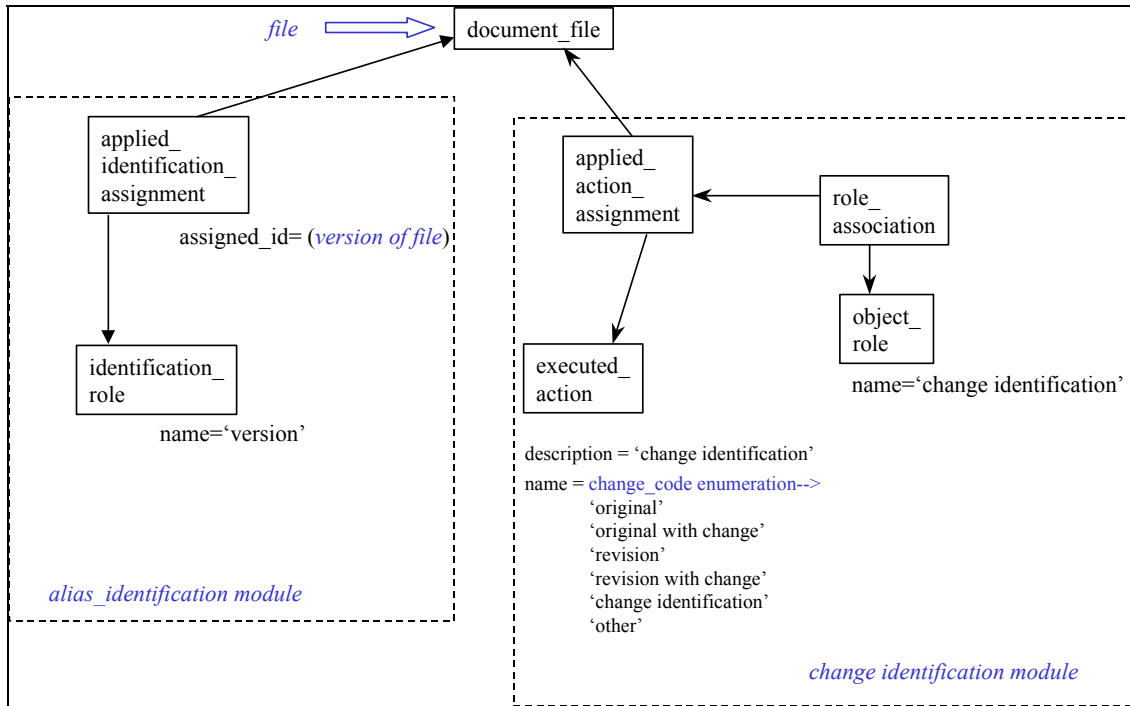 file
document_file
applied_
identification_
assignment
assigned_id= (version of file)
identification_
role
name=‘version’
alias_identification module
applied_
action_
assignment
role_
association
executed_
action
object_
role
name=‘change identification’
description = ‘change identification’
name = change_code enumeration-->
‘original’
‘original with change’
‘revision’
‘revision with change’
‘change identification’
‘other’
change identification module